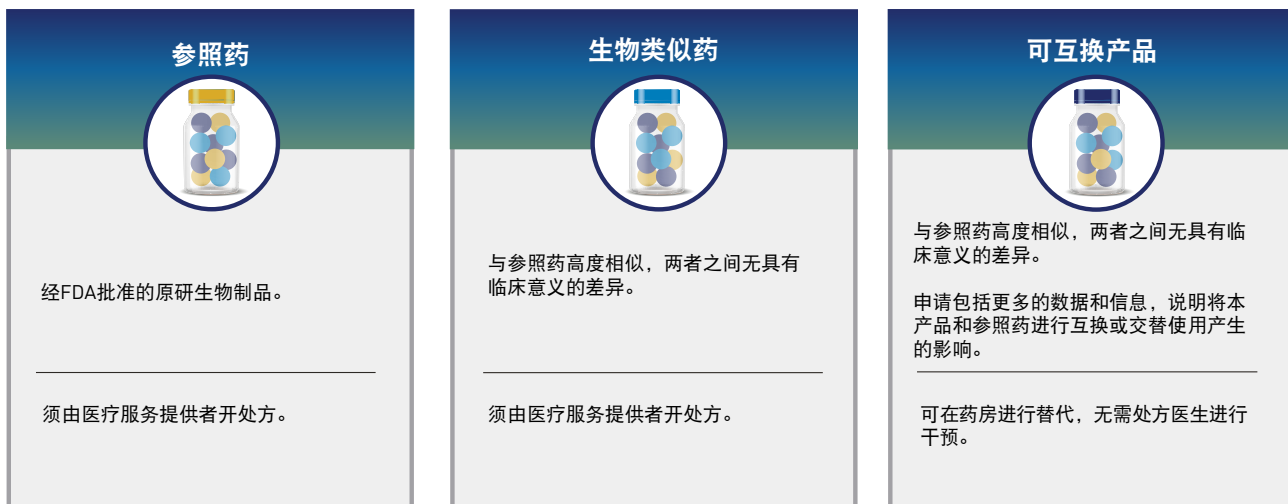 参照药
经FDA批准的原研生物制品。
须由医疗服务提供者开处方。
生物类似药
与参照药高度相似，两者之间无具有
临床意义的差异。
须由医疗服务提供者开处方。
可互换产品
与参照药高度相似，两者之间无具有临
床意义的差异。
申请包括更多的数据和信息，说明将本
产品和参照药进行互换或交替使用产生
的影响。
可在药房进行替代，无需处方医生进行
干预。